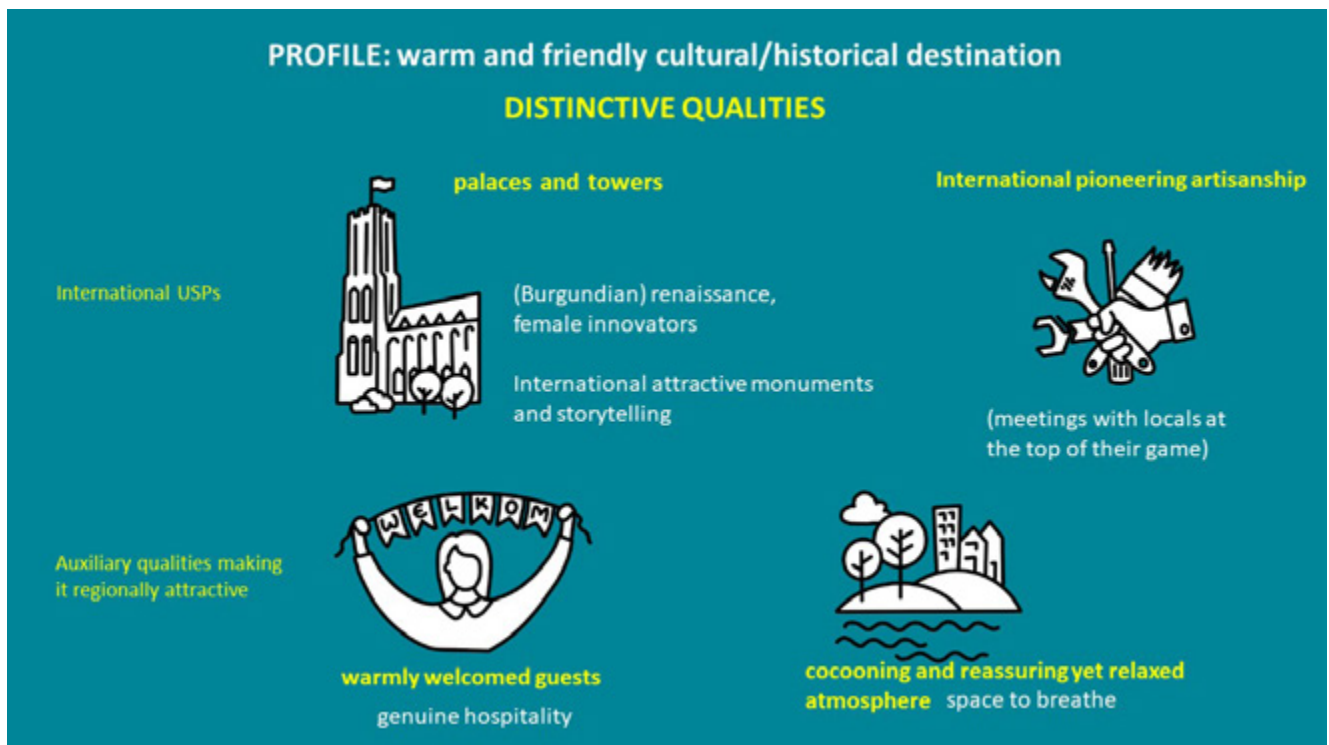 PROFILE: warm and friendly cultural/historical destination
DISTINCTIVE QUALITIES
International USPs
palaces and towers
(Burgundian) renaissance,
female innovators
International attractive monuments
and storytelling
International pioneering artisanship
(meetings with locals at
the top of their game)
Auxiliary qualities making
it regionally attractive
WELKOM
warmly welcomed guests
genuine hospitality
cocooning and reassuring yet relaxed
atmosphere space to breathe